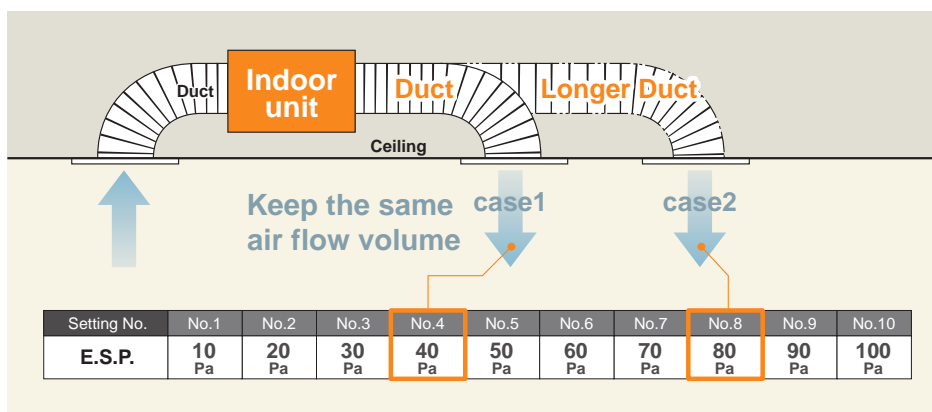 Duct
Indoor
unit
Duct
Longer Duct
Ceiling
Keep the same
air flow volume
case1
case2
Setting No. No.1 No.2 No.3 No.4 No.5 No.6 No.7 No.8 No.9 No.10
E.S.P. 10 Pa 20 Pa 30 Pa 40 Pa 50 Pa 60 Pa 70 Pa 80 Pa 90 Pa 100 Pa